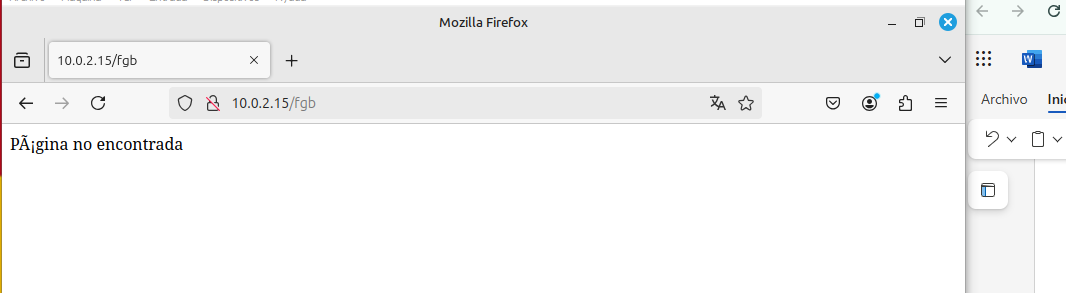 Mozilla Firefox
10.0.2.15/fgb
10.0.2.15/fgb
PÃ¡gina no encontrada
W
Archivo
Inic